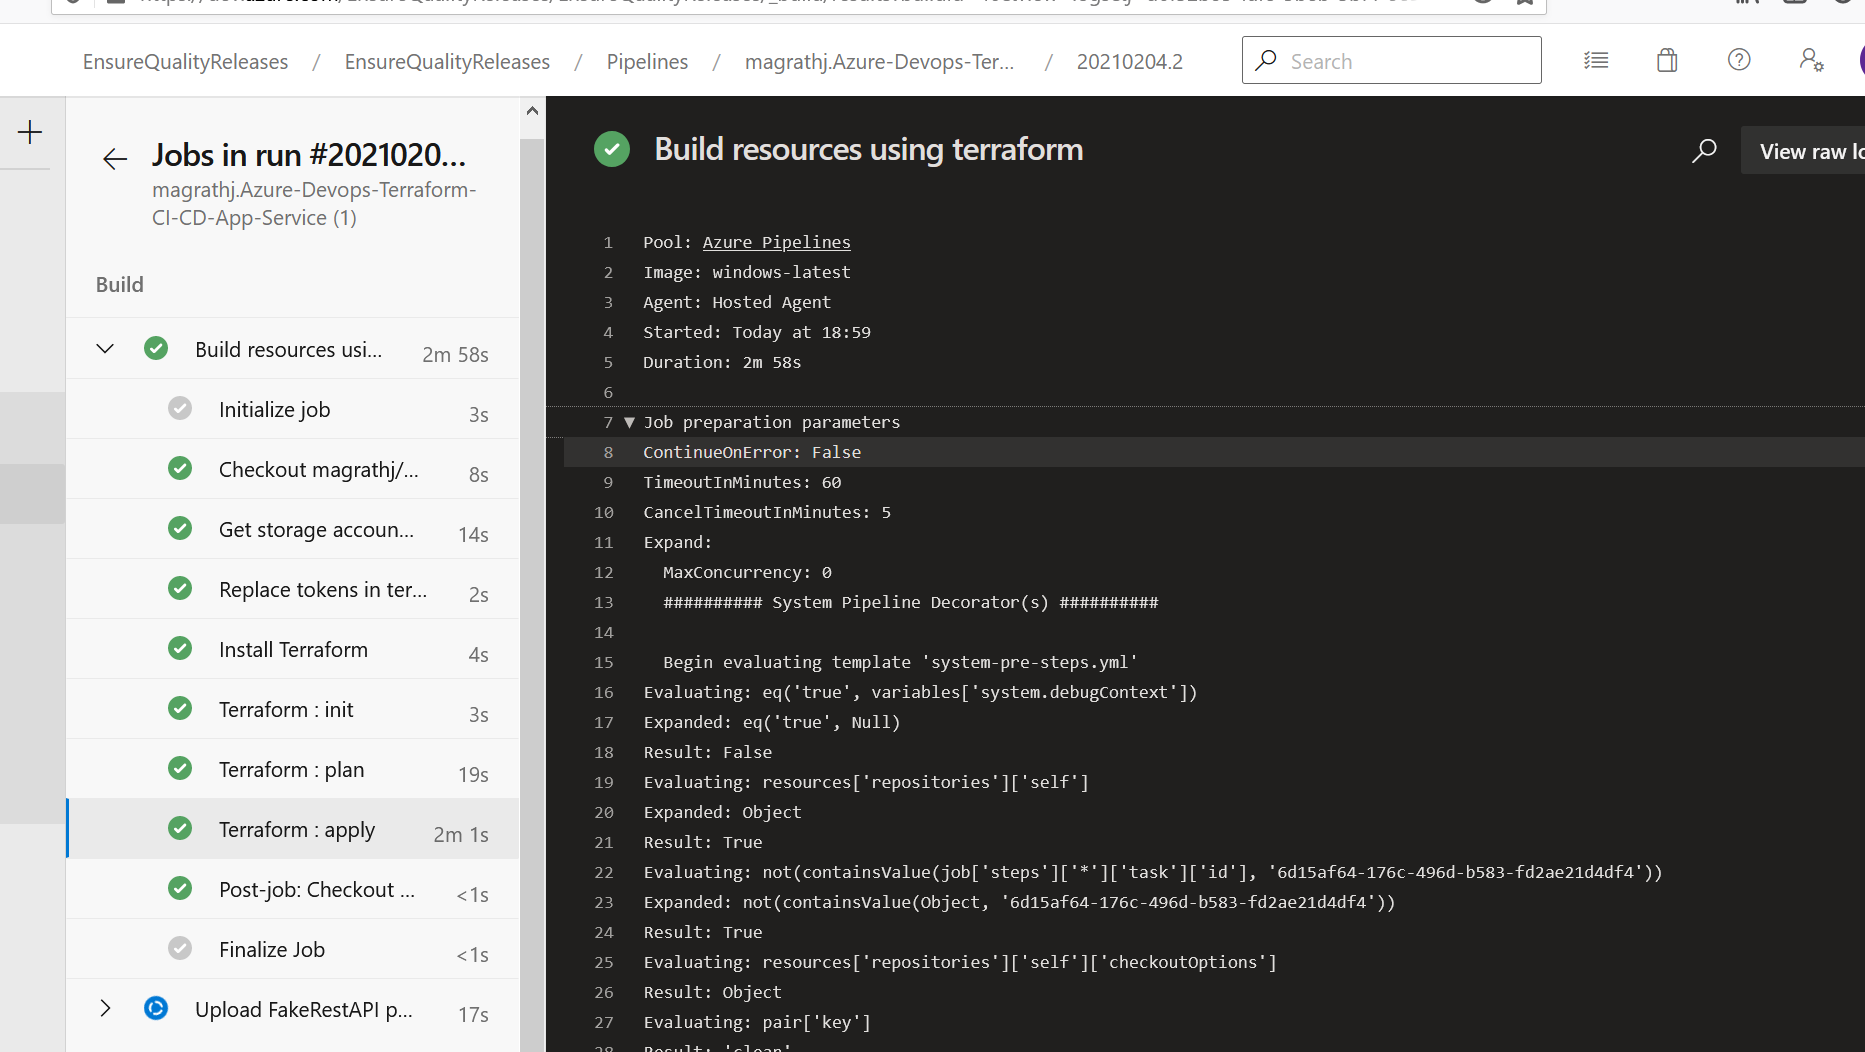 EnsureQualityReleases / EnsureQualityReleases / Pipelines / magrathj.Azure-Devops-Ter... / 20210204.2
Search
Jobs in run #2021020...
magrathj.Azure-Devops-Terraform-
CI-CD-App-Service (1)
Build
Build resources usi... 2m 58s
Initialize job 3s
Checkout magrathj/... 8s
Get storage accoun... 14s
Replace tokens in ter... 2s
Install Terraform 4s
Terraform : init 3s
Terraform : plan 19s
Terraform : apply 2m 1s
Post-job: Checkout ... <1s
Finalize Job <1s
Upload FakeRestAPI p... 17s
Build resources using terraform
View raw lo
1 Pool: Azure Pipelines
2 Image: windows-latest
3 Agent: Hosted Agent
4 Started: Today at 18:59
5 Duration: 2m 58s
6
7 ▼ Job preparation parameters
8 ContinueOnError: False
9 TimeoutInMinutes: 60
10 CancelTimeoutInMinutes: 5
11 Expand:
12 MaxConcurrency: 0
13 ########## System Pipeline Decorator(s) ##########
14
15 Begin evaluating template 'system-pre-steps.yml'
16 Evaluating: eq('true', variables['system.debugContext'])
17 Expanded: eq('true', Null)
18 Result: False
19 Evaluating: resources['repositories']['self']
20 Expanded: Object
21 Result: True
22 Evaluating: not(containsValue(job['steps']['*']['task']['id'], '6d15af64-176c-496d-b583-fd2ae21d4df4'))
23 Expanded: not(containsValue(Object, '6d15af64-176c-496d-b583-fd2ae21d4df4'))
24 Result: True
25 Evaluating: resources['repositories']['self']['checkoutOptions']
26 Result: Object
27 Evaluating: pair['key']
28 Result: 'clean'